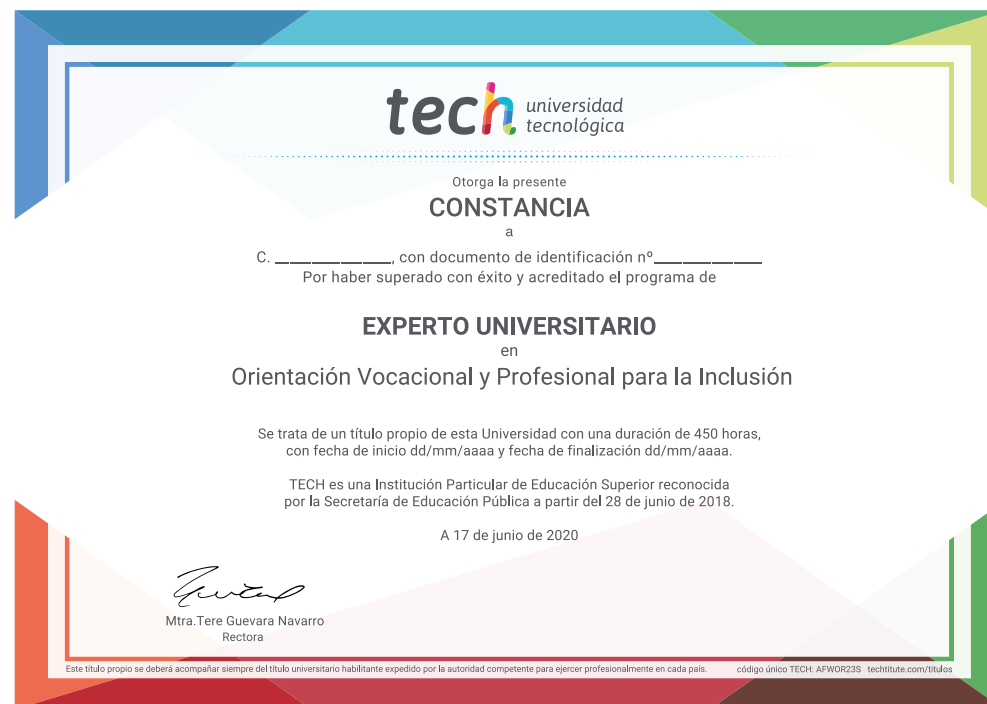 tech universidad
tecnológica
Otorga la presente
CONSTANCIA
a
C. ____________, con documento de identificación nº____________
Por haber superado con éxito y acreditado el programa de
EXPERTO UNIVERSITARIO
en
Orientación Vocacional y Profesional para la Inclusión
Se trata de un título propio de esta Universidad con una duración de 450 horas,
con fecha de inicio dd/mm/aaaa y fecha de finalización dd/mm/aaaa.
TECH es una Institución Particular de Educación Superior reconocida
por la Secretaría de Educación Pública a partir del 28 de junio de 2018.
A 17 de junio de 2020
Mtra.Tere Guevara Navarro
Rectora
Este título propio se deberá acompañar siempre del título universitario habilitante expedido por la autoridad competente para ejercer profesionalmente en cada país. código único TECH: AFWOR23S techtitute.com/titulos